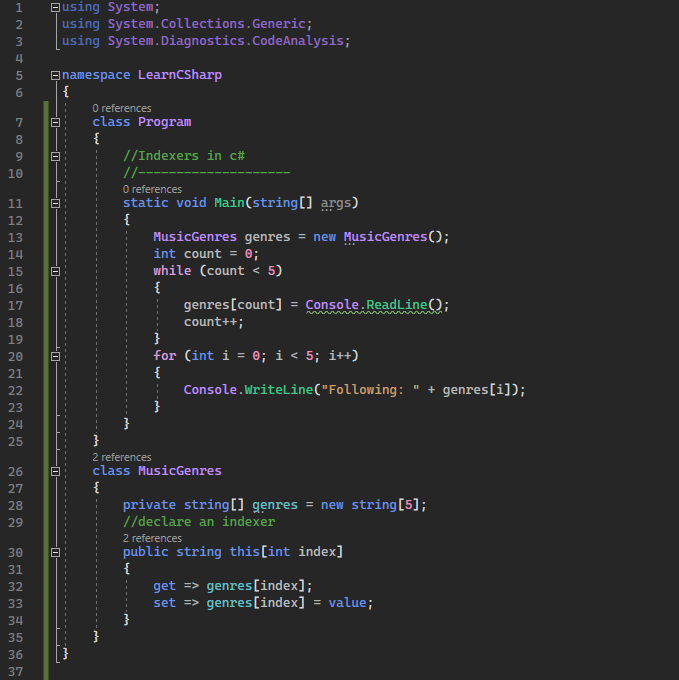 1 using System;
2 using System.Collections.Generic;
3 using System.Diagnostics.CodeAnalysis;
4
5 namespace LearnCSharp
6 {
0 references
7 class Program
8 {
9 //Indexers in c#
10 //--------------------
0 references
11 static void Main(string[] args)
12 {
13 MusicGenres genres = new MusicGenres();
14 int count = 0;
15 while (count < 5)
16 {
17 genres[count] = Console.ReadLine();
18 count++;
19 }
20 for (int i = 0; i < 5; i++)
21 {
22 Console.WriteLine("Following: " + genres[i]);
23 }
24 }
25 }
2 references
26 class MusicGenres
27 {
28 private string[] genres = new string[5];
29 //declare an indexer
2 references
30 public string this[int index]
31 {
32 get => genres[index];
33 set => genres[index] = value;
34 }
35 }
36 }
37